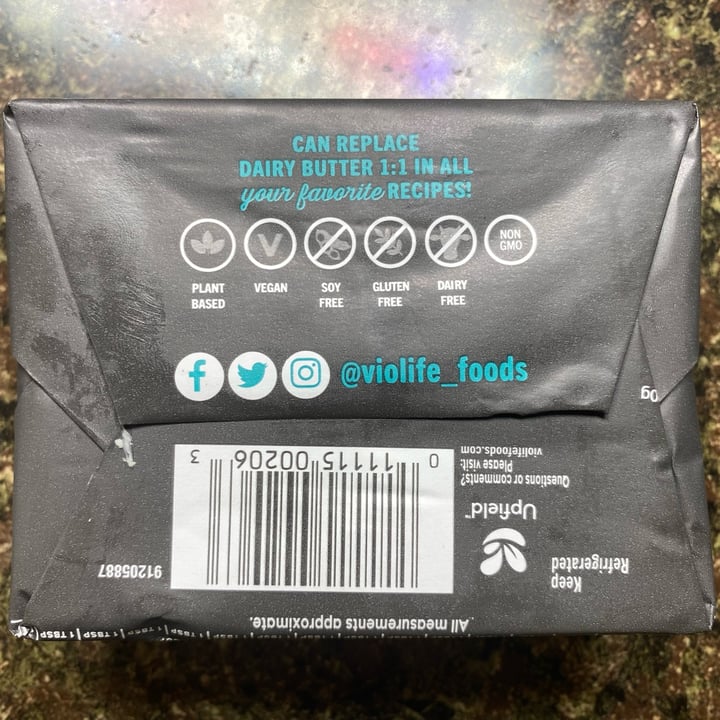 CAN REPLACE
DAIRY BUTTER 1:1 IN ALL
your favorite RECIPES!
V
NON
GMO
PLANT
BASED
VEGAN
SOY
FREE
GLUTEN
FREE
DAIRY
FREE
@violife_foods
0g
0 11115 00206 3
Questions or comments?
Please visit:
violifefoods.com
Upfield™
Keep
Refrigerated
91205887
All measurements approximate.
1 TBSP | 1 TBSP | 1 TBSP | 1 TBSP